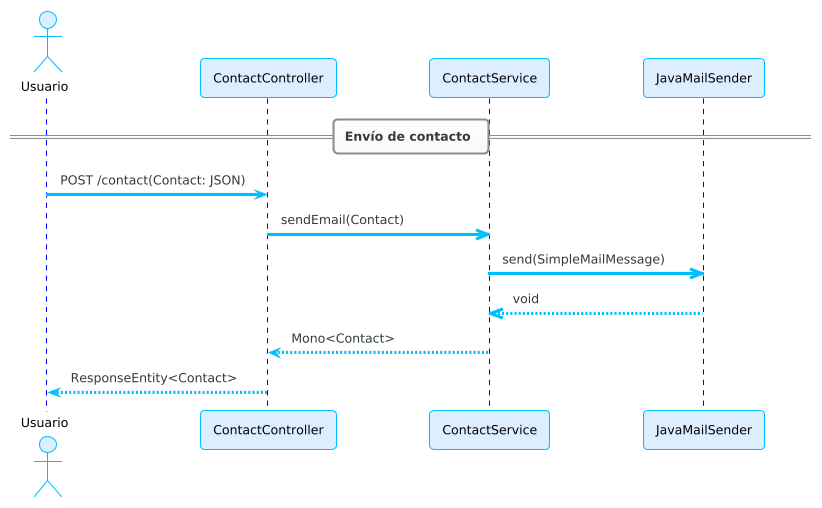 Usuario
ContactController
ContactService
JavaMailSender
Envío de contacto
POST /contact(Contact: JSON)
sendEmail(Contact)
send(SimpleMailMessage)
void
Mono<Contact>
ResponseEntity<Contact>
Usuario
ContactController
ContactService
JavaMailSender